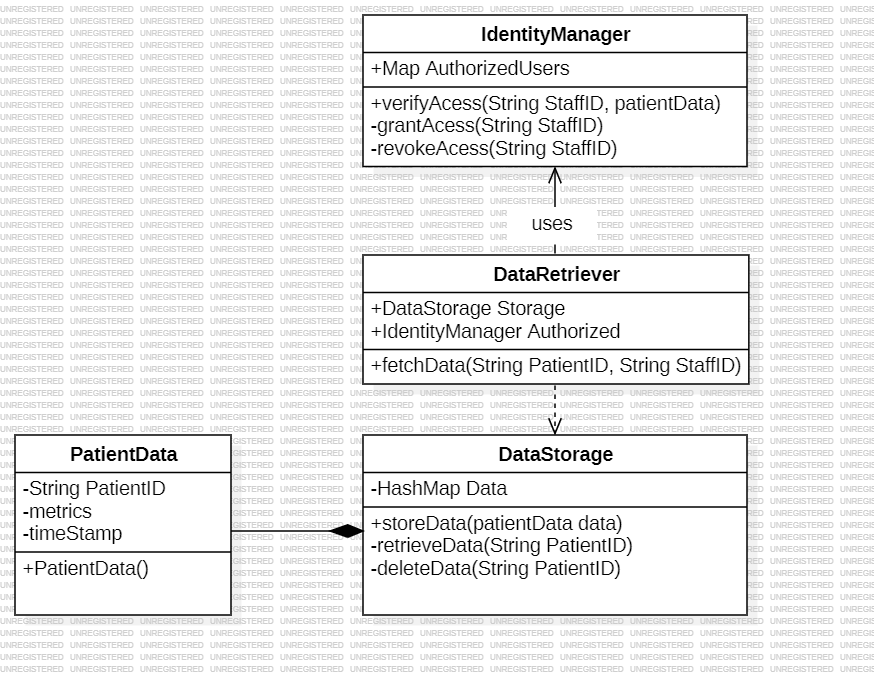 IdentityManager
+Map AuthorizedUsers
+verifyAcess(String StaffID, patientData)
-grantAcess(String StaffID)
-revokeAcess(String StaffID)
uses
DataRetriever
+DataStorage Storage
+IdentityManager Authorized
+fetchData(String PatientID, String StaffID)
PatientData
-String PatientID
-metrics
-timeStamp
+PatientData()
DataStorage
-HashMap Data
+storeData(patientData data)
-retrieveData(String PatientID)
-deleteData(String PatientID)
UNREGISTERED